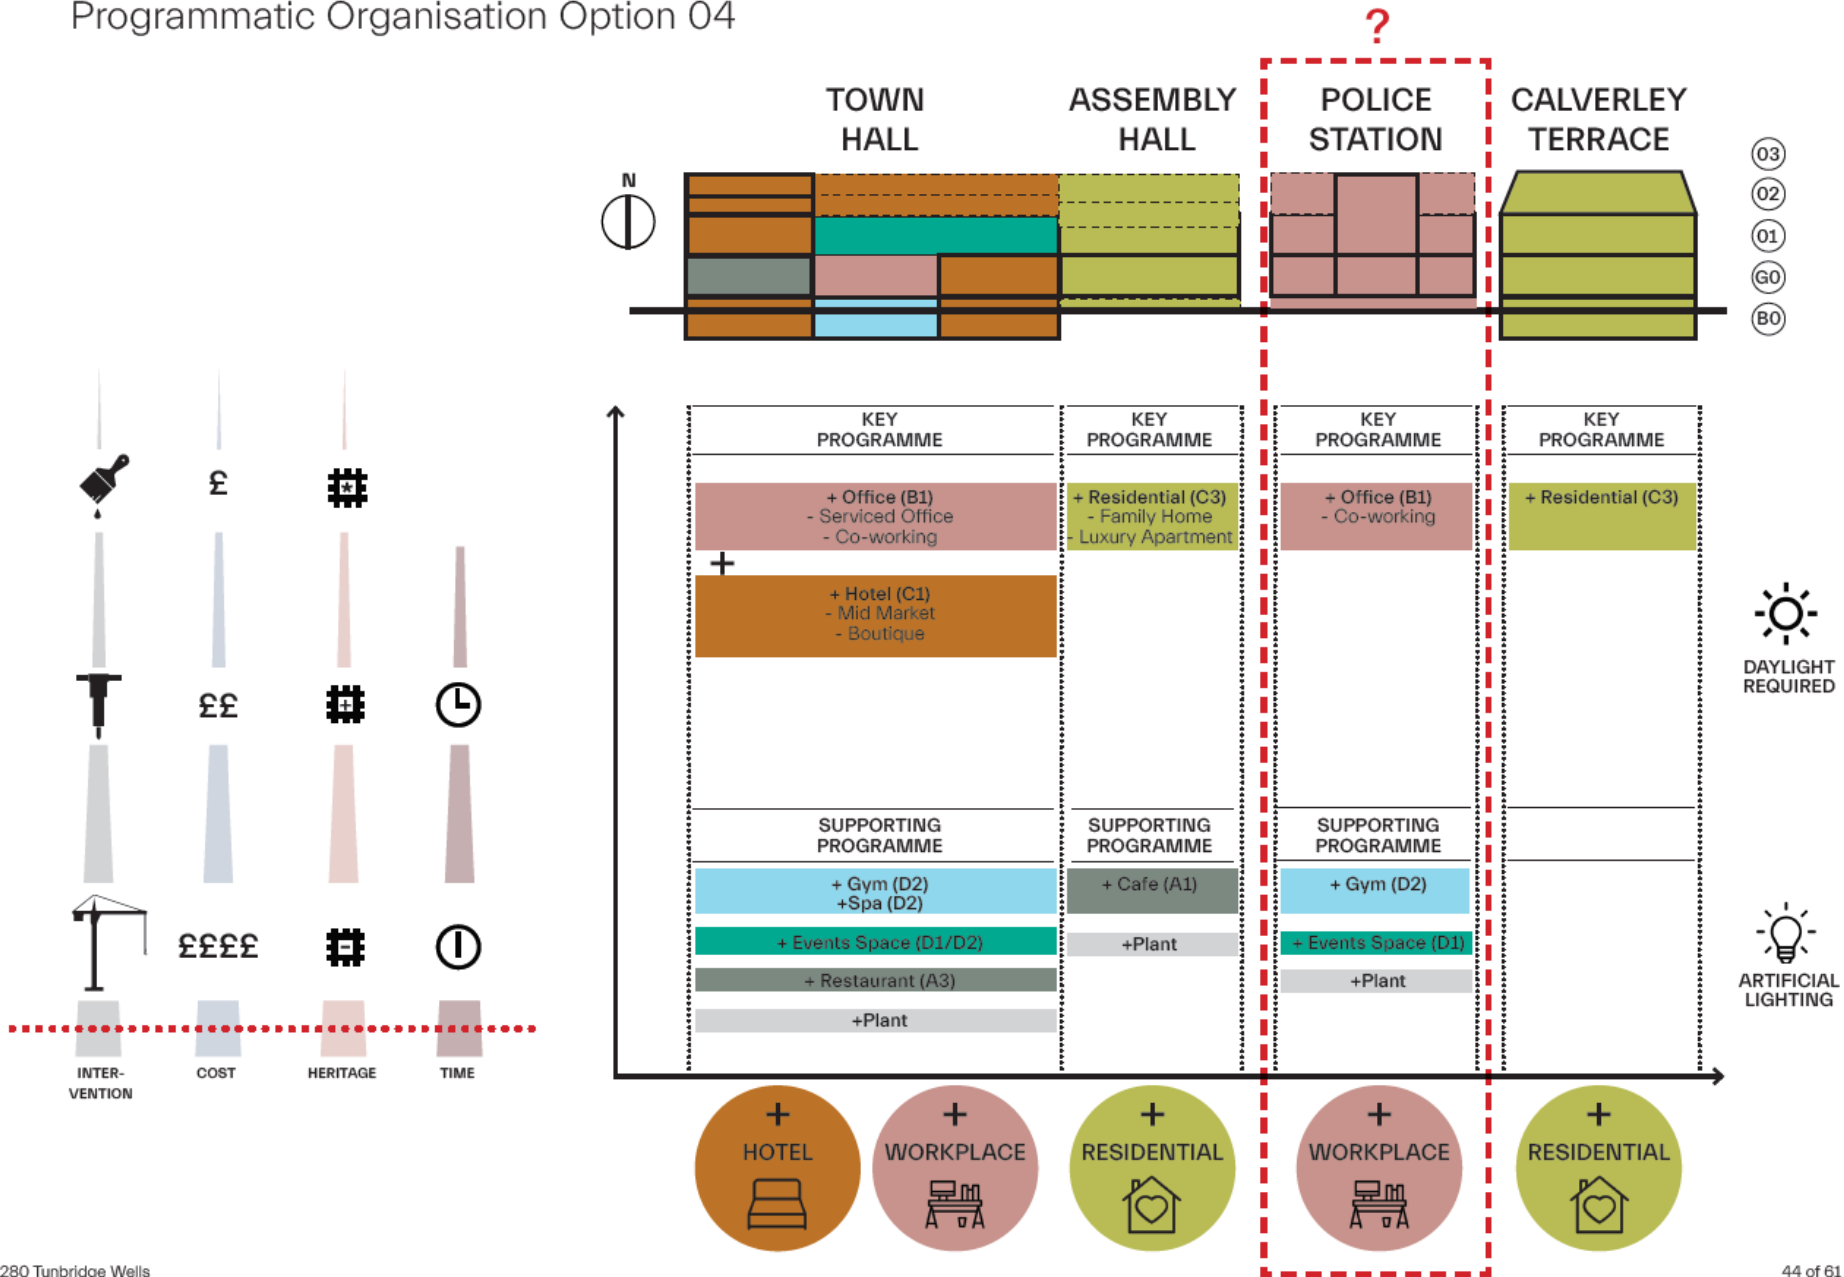 Programmatic Organisation Option 04
?
TOWN
HALL
ASSEMBLY
HALL
POLICE
STATION
CALVERLEY
TERRACE
N
03
02
01
G0
B0
KEY
PROGRAMME
KEY
PROGRAMME
KEY
PROGRAMME
KEY
PROGRAMME
+ Office (B1)
- Serviced Office
- Co-working
+ Residential (C3)
- Family Home
- Luxury Apartment
+ Office (B1)
- Co-working
+ Residential (C3)
+
+ Hotel (C1)
- Mid Market
- Boutique
£
££
££££
DAYLIGHT
REQUIRED
SUPPORTING
PROGRAMME
SUPPORTING
PROGRAMME
SUPPORTING
PROGRAMME
+ Gym (D2)
+Spa (D2)
+ Events Space (D1/D2)
+ Restaurant (A3)
+Plant
+ Cafe (A1)
+Plant
+ Gym (D2)
+ Events Space (D1)
+Plant
ARTIFICIAL
LIGHTING
INTER-
VENTION
COST
HERITAGE
TIME
+
HOTEL
+
WORKPLACE
+
RESIDENTIAL
+
WORKPLACE
+
RESIDENTIAL
280 Tunbridge Wells
44 of 61